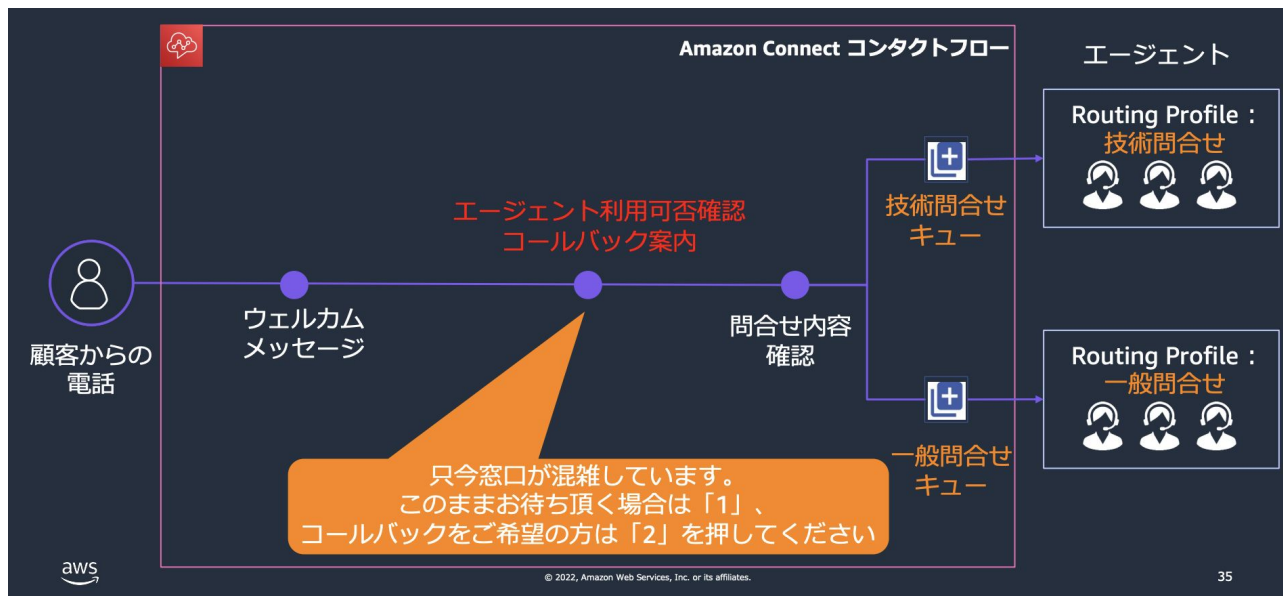 Amazon Connect コンタクトフロー
エージェント
Routing Profile：
技術問合せ
技術問合せ
キュー
エージェント利用可否確認
コールバック案内
顧客からの
電話
ウェルカム
メッセージ
問合せ内容
確認
Routing Profile：
一般問合せ
一般問合せ
キュー
只今窓口が混雑しています。
このままお待ち頂く場合は「1」、
コールバックをご希望の方は「2」を押してください
aws
© 2022, Amazon Web Services, Inc. or its affiliates.
35